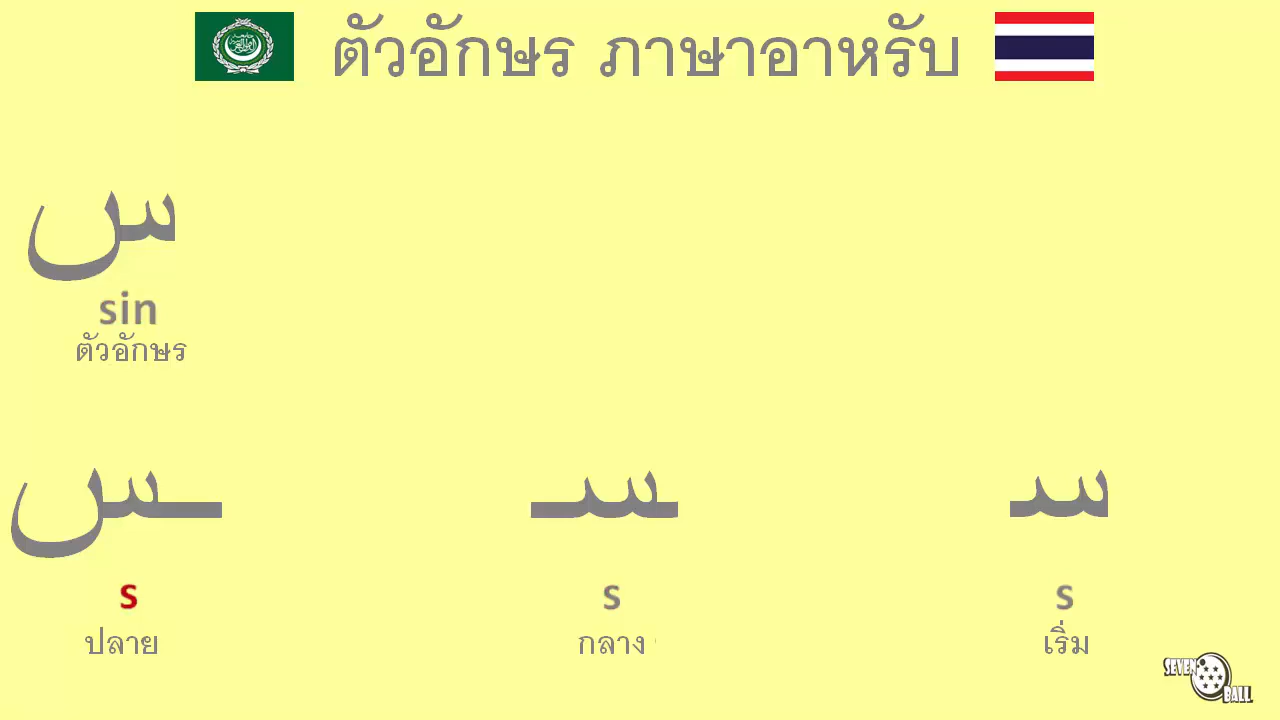 ตัวอักษร ภาษาอาหรับ
س
sin
ตัวอักษร
ـس ـسـ سـ
s s s
ปลาย กลาง เริ่ม
SEVEN BALL